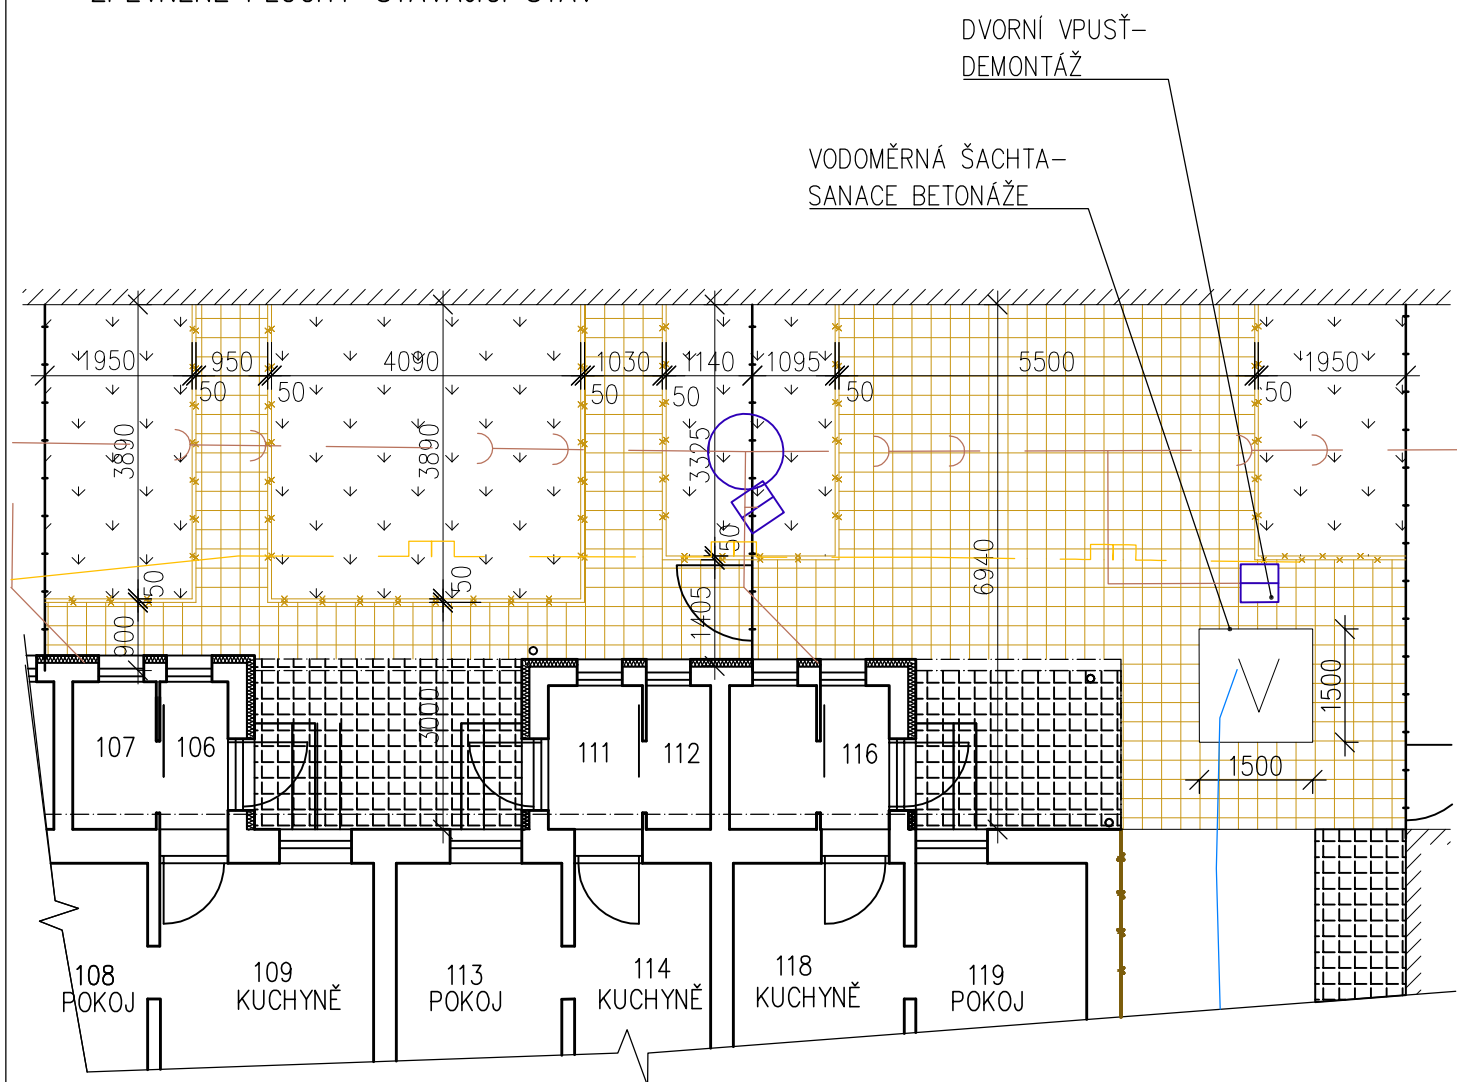 DVORNÍ VPUSŤ-
DEMONTÁŽ
VODOMĚRNÁ ŠACHTA-
SANACE BETONÁŽE
1950 950 4090 1030 1140 1095 5500 1950
50 50 50 50 50 50
3890 3890 3325 6940
50 50 50
900 1405
3000
1500
1500
107 106 111 112 116
108
POKOJ
109
KUCHYNĚ
113
POKOJ
114
KUCHYNĚ
118
KUCHYNĚ
119
POKOJ
V